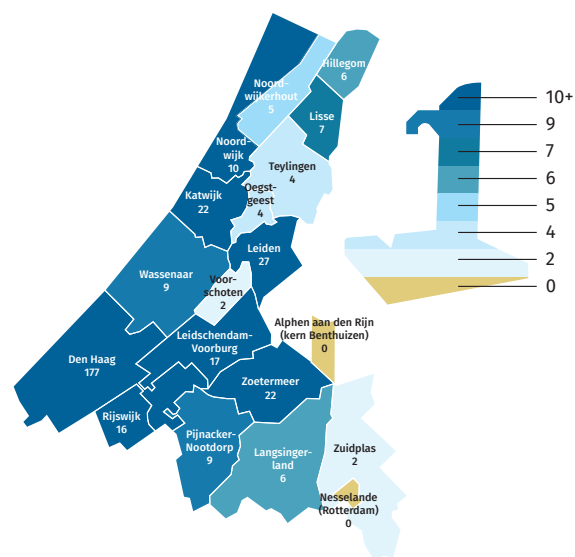 Hillegom
6
Noord-
wijkerhout
5
Lisse
7
Noord-
wijk
10
Teylingen
4
Oegst-
geest
4
Katwijk
22
Leiden
27
Wassenaar
9
Voor-
schoten
2
Alphen aan den Rijn
(kern Benthuizen)
0
Leidschendam-
Voorburg
17
Den Haag
177
Zoetermeer
22
Rijswijk
16
Pijnacker-
Nootdorp
9
Langsinger-
land
6
Zuidplas
2
Nesselande
(Rotterdam)
0
10+
9
7
6
5
4
2
0